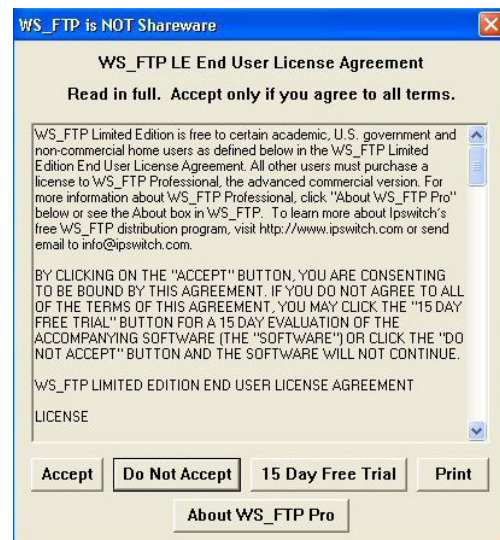 WS_FTP is NOT Shareware
WS_FTP LE End User License Agreement
Read in full. Accept only if you agree to all terms.
WS_FTP Limited Edition is free to certain academic, U.S. government and
non-commercial home users as defined below in the WS_FTP Limited
Edition End User License Agreement. All other users must purchase a
license to WS_FTP Professional, the advanced commercial version. For
more information about WS_FTP Professional, click "About WS_FTP Pro"
below or see the About box in WS_FTP. To learn more about Ipswitch's
free WS_FTP distribution program, visit http://www.ipswitch.com or send
email to info@ipswitch.com.
BY CLICKING ON THE "ACCEPT" BUTTON, YOU ARE CONSENTING
TO BE BOUND BY THIS AGREEMENT. IF YOU DO NOT AGREE TO ALL
OF THE TERMS OF THIS AGREEMENT, YOU MAY CLICK THE "15 DAY
FREE TRIAL" BUTTON FOR A 15 DAY EVALUATION OF THE
ACCOMPANYING SOFTWARE (THE "SOFTWARE") OR CLICK THE "DO
NOT ACCEPT" BUTTON AND THE SOFTWARE WILL NOT CONTINUE.
WS_FTP LIMITED EDITION END USER LICENSE AGREEMENT
LICENSE
Accept Do Not Accept 15 Day Free Trial Print
About WS_FTP Pro